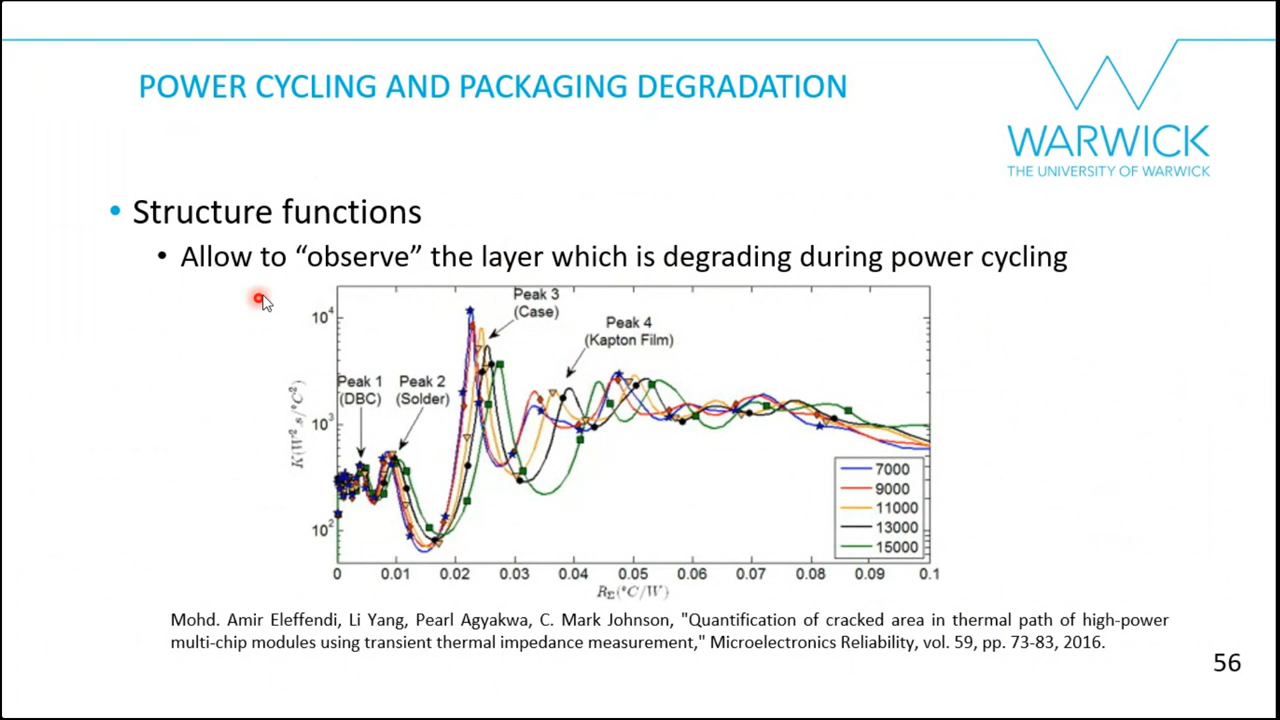 POWER CYCLING AND PACKAGING DEGRADATION
WARWICK
THE UNIVERSITY OF WARWICK
• Structure functions
• Allow to “observe” the layer which is degrading during power cycling
Peak 3
(Case)
Peak 4
(Kapton Film)
Peak 1
(DBC)
Peak 2
(Solder)
10⁴
10³
10²
K(W².s/°C²)
7000
9000
11000
13000
15000
0 0.01 0.02 0.03 0.04 0.05 0.06 0.07 0.08 0.09 0.1
R_Σ(°C/W)
Mohd. Amir Eleffendi, Li Yang, Pearl Agyakwa, C. Mark Johnson, "Quantification of cracked area in thermal path of high-power
multi-chip modules using transient thermal impedance measurement," Microelectronics Reliability, vol. 59, pp. 73-83, 2016.
56